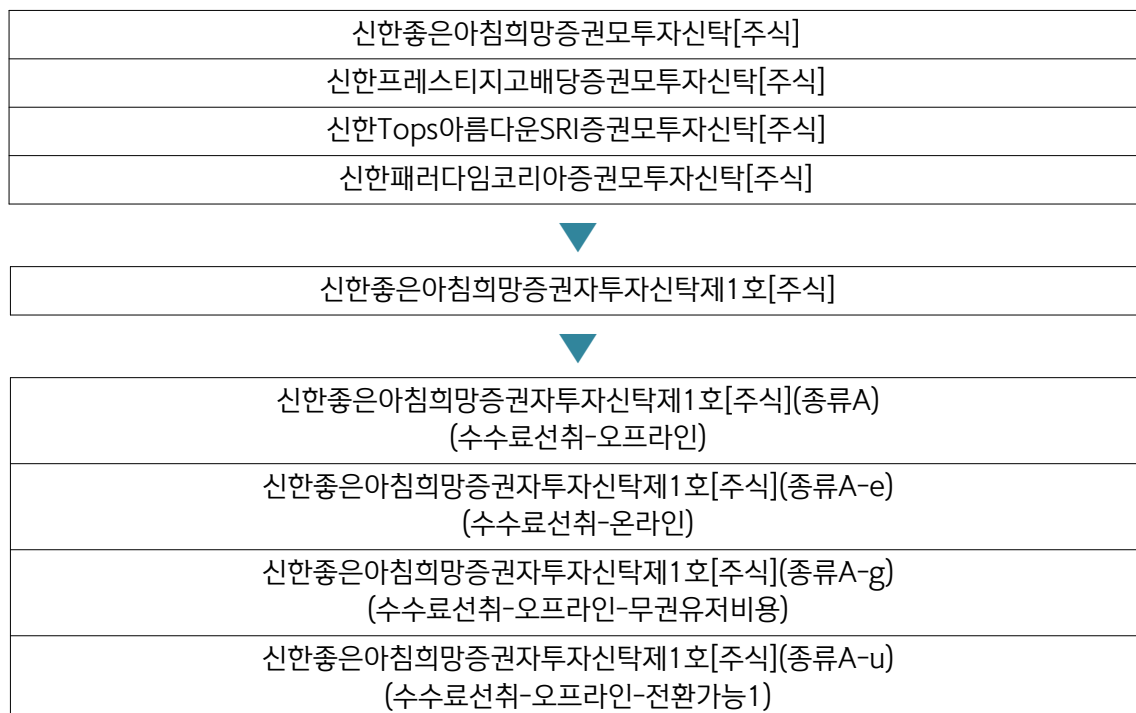 신한좋은아침희망증권모투자신탁[주식]
신한프레스티지고배당증권모투자신탁[주식]
신한Tops아름다운SRI증권모투자신탁[주식]
신한패러다임코리아증권모투자신탁[주식]
신한좋은아침희망증권자투자신탁제1호[주식]
신한좋은아침희망증권자투자신탁제1호[주식](종류A)
(수수료선취-오프라인)
신한좋은아침희망증권자투자신탁제1호[주식](종류A-e)
(수수료선취-온라인)
신한좋은아침희망증권자투자신탁제1호[주식](종류A-g)
(수수료선취-오프라인-무권유저비용)
신한좋은아침희망증권자투자신탁제1호[주식](종류A-u)
(수수료선취-오프라인-전환가능1)